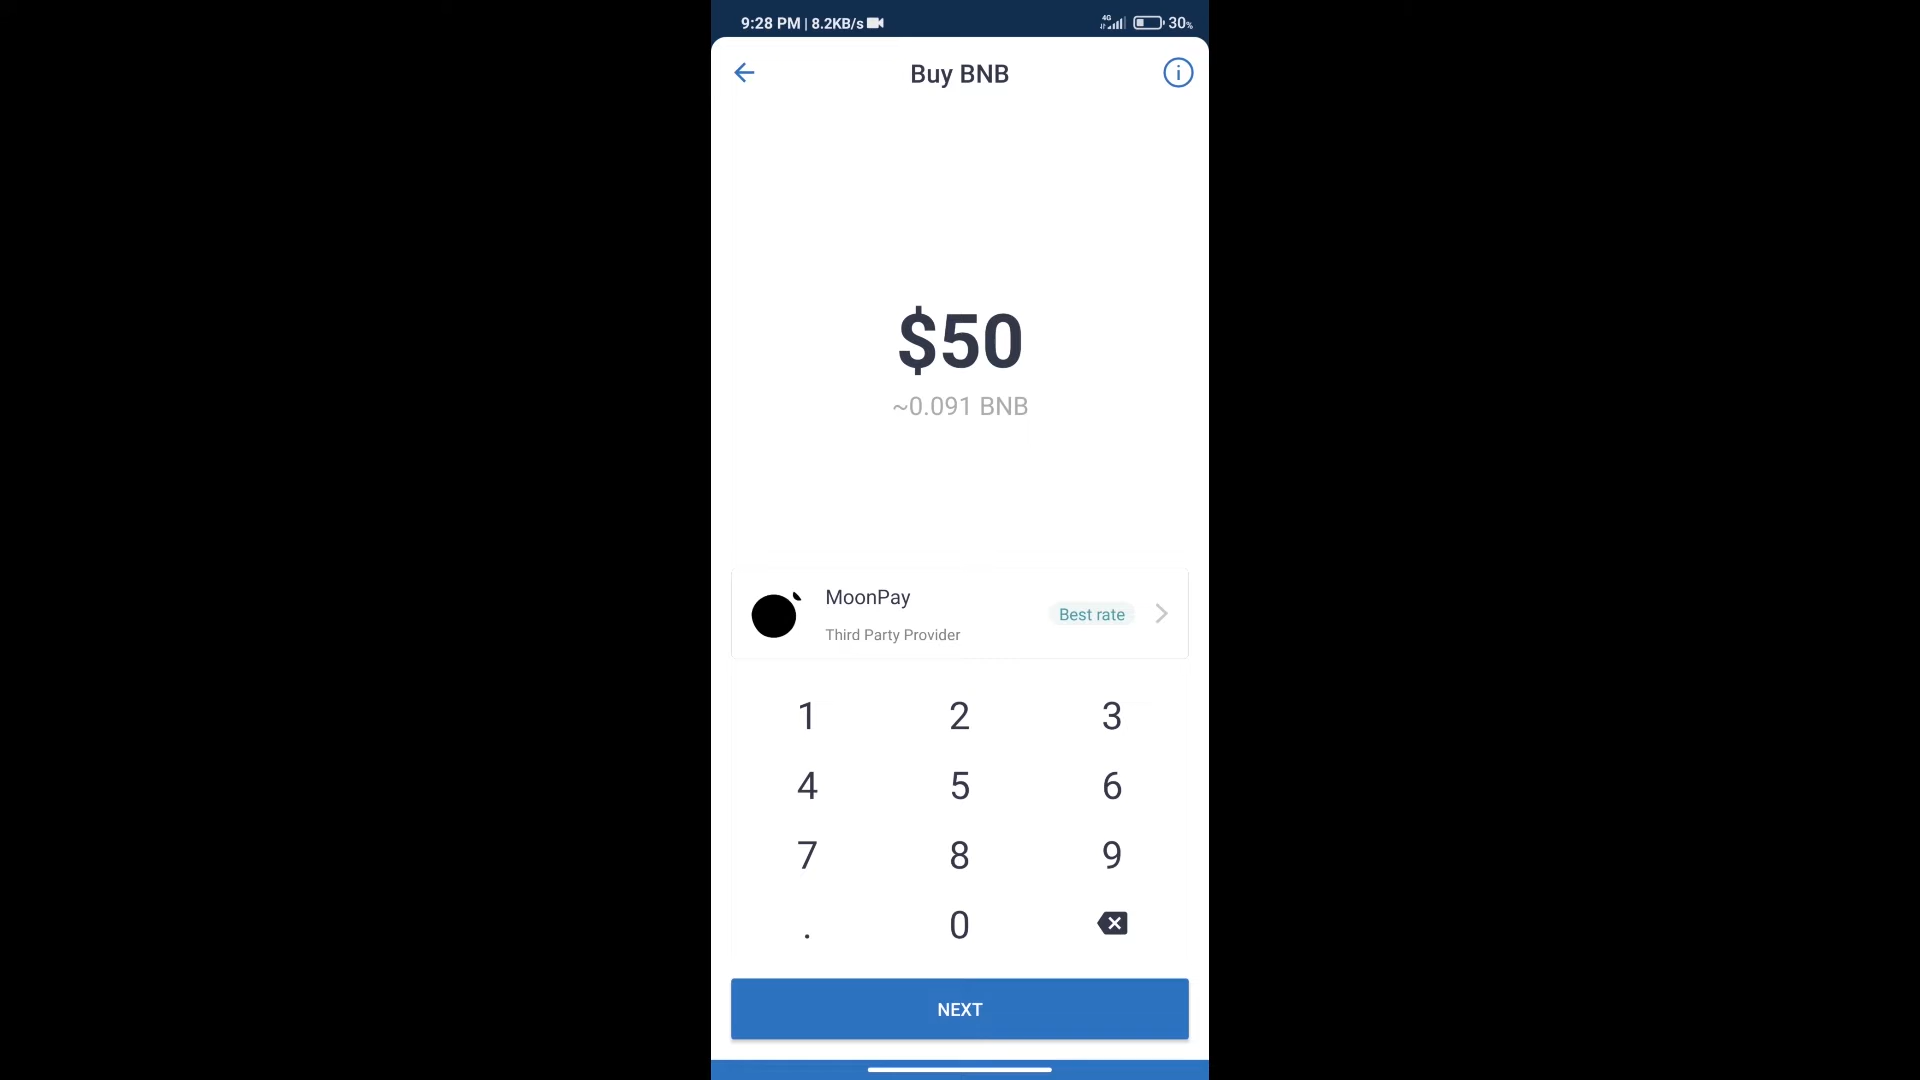 9:28 PM | 8.2KB/s 4G 30%
Buy BNB
$50
~0.091 BNB
MoonPay
Best rate
Third Party Provider
1 2 3
4 5 6
7 8 9
. 0
NEXT